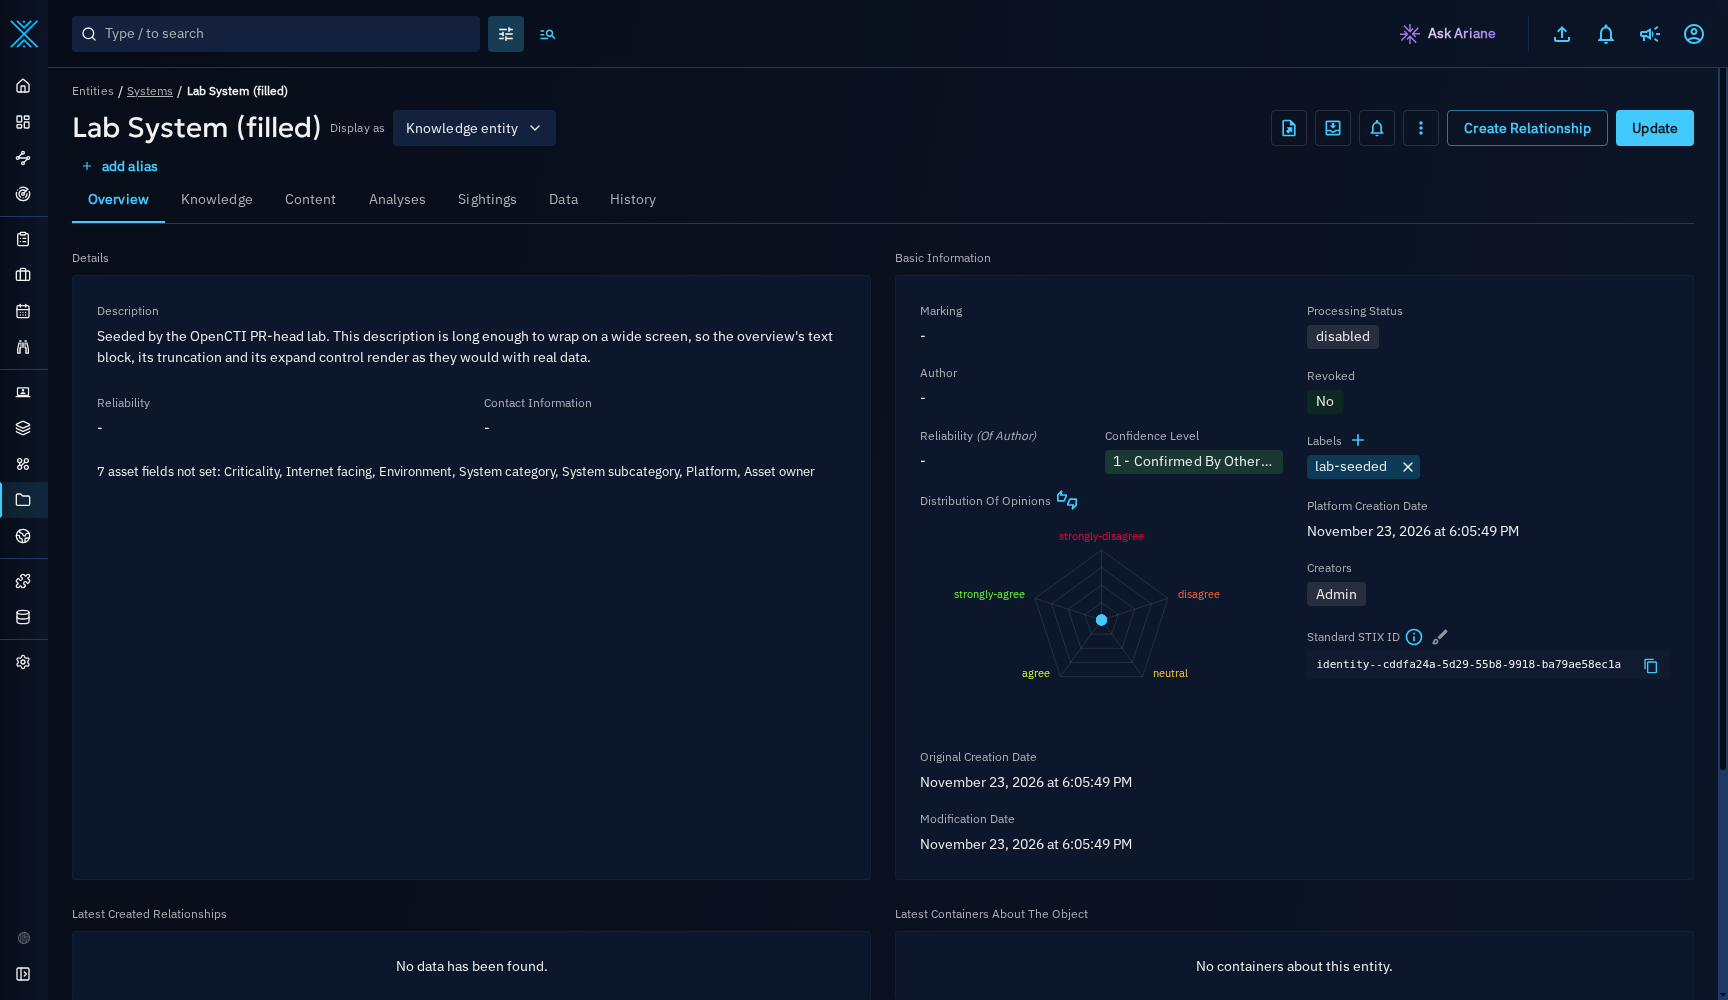 Type / to search
Ask Ariane
Entities / Systems / Lab System (filled)
Lab System (filled)
Display as
Knowledge entity
Create Relationship
Update
+ add alias
Overview
Knowledge
Content
Analyses
Sightings
Data
History
Details
Description
Seeded by the OpenCTI PR-head lab. This description is long enough to wrap on a wide screen, so the overview's text
block, its truncation and its expand control render as they would with real data.
Reliability
-
Contact Information
-
7 asset fields not set: Criticality, Internet facing, Environment, System category, System subcategory, Platform, Asset owner
Basic Information
Marking
-
Author
-
Reliability (Of Author)
-
Confidence Level
1 - Confirmed By Other...
Distribution Of Opinions
strongly-disagree
strongly-agree
disagree
agree
neutral
Original Creation Date
November 23, 2026 at 6:05:49 PM
Modification Date
November 23, 2026 at 6:05:49 PM
Processing Status
disabled
Revoked
No
Labels
lab-seeded
Platform Creation Date
November 23, 2026 at 6:05:49 PM
Creators
Admin
Standard STIX ID
identity--cddfa24a-5d29-55b8-9918-ba79ae58ec1a
Latest Created Relationships
No data has been found.
Latest Containers About The Object
No containers about this entity.